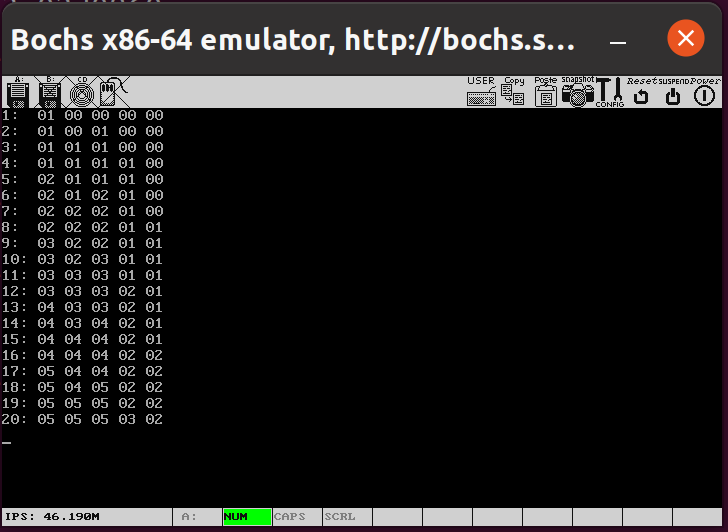 Bochs x86-64 emulator, http://bochs.s...
A: B: CD USER Copy Paste snapshot CONFIG Reset SUSPEND Power
1: 01 00 00 00 00
2: 01 00 01 00 00
3: 01 01 01 00 00
4: 01 01 01 01 00
5: 02 01 01 01 00
6: 02 01 02 01 00
7: 02 02 02 01 00
8: 02 02 02 01 01
9: 03 02 02 01 01
10: 03 02 03 01 01
11: 03 03 03 01 01
12: 03 03 03 02 01
13: 04 03 03 02 01
14: 04 03 04 02 01
15: 04 04 04 02 01
16: 04 04 04 02 02
17: 05 04 04 02 02
18: 05 04 05 02 02
19: 05 05 05 02 02
20: 05 05 05 03 02
_
IPS: 46.190M A: NUM CAPS SCRL